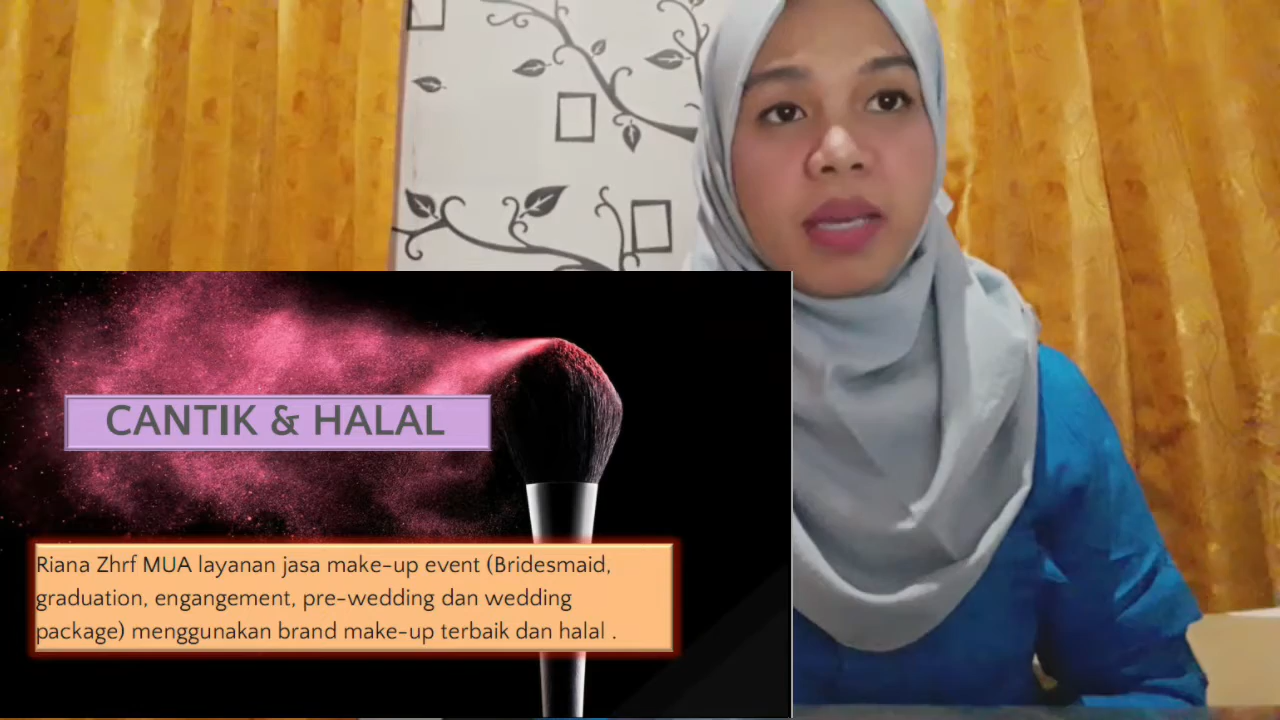 CANTIK & HALAL
Riana Zhrf MUA layanan jasa make-up event (Bridesmaid,
graduation, engangement, pre-wedding dan wedding
package) menggunakan brand make-up terbaik dan halal .